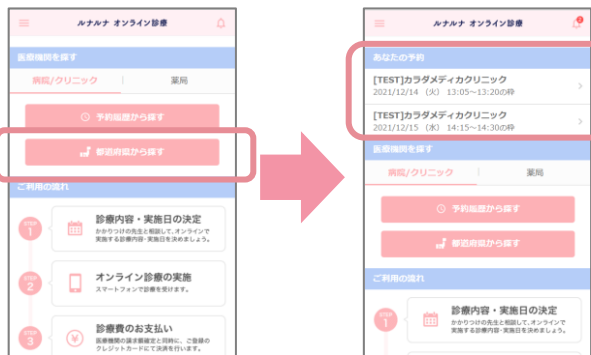 ルナルナ オンライン診療
医療機関を探す
病院/クリニック
薬局
予約履歴から探す
都道府県から探す
ご利用の流れ
STEP
1
診療内容・実施日の決定
かかりつけの先生と相談して、オンラインで
実施する診療内容・実施日を決めましょう。
STEP
2
オンライン診療の実施
スマートフォンで診療を受けます。
STEP
3
診療費のお支払い
医療機関の請求額確定と同時に、ご登録の
クレジットカードにて決済を行います。
ルナルナ オンライン診療
あなたの予約
[TEST]カラダメディカクリニック
2021/12/14 (火) 13:05~13:20の枠
[TEST]カラダメディカクリニック
2021/12/15 (水) 14:15~14:30の枠
医療機関を探す
病院/クリニック
薬局
予約履歴から探す
都道府県から探す
ご利用の流れ
STEP
1
診療内容・実施日の決定
かかりつけの先生と相談して、オンラインで
実施する診療内容・実施日を決めましょう。